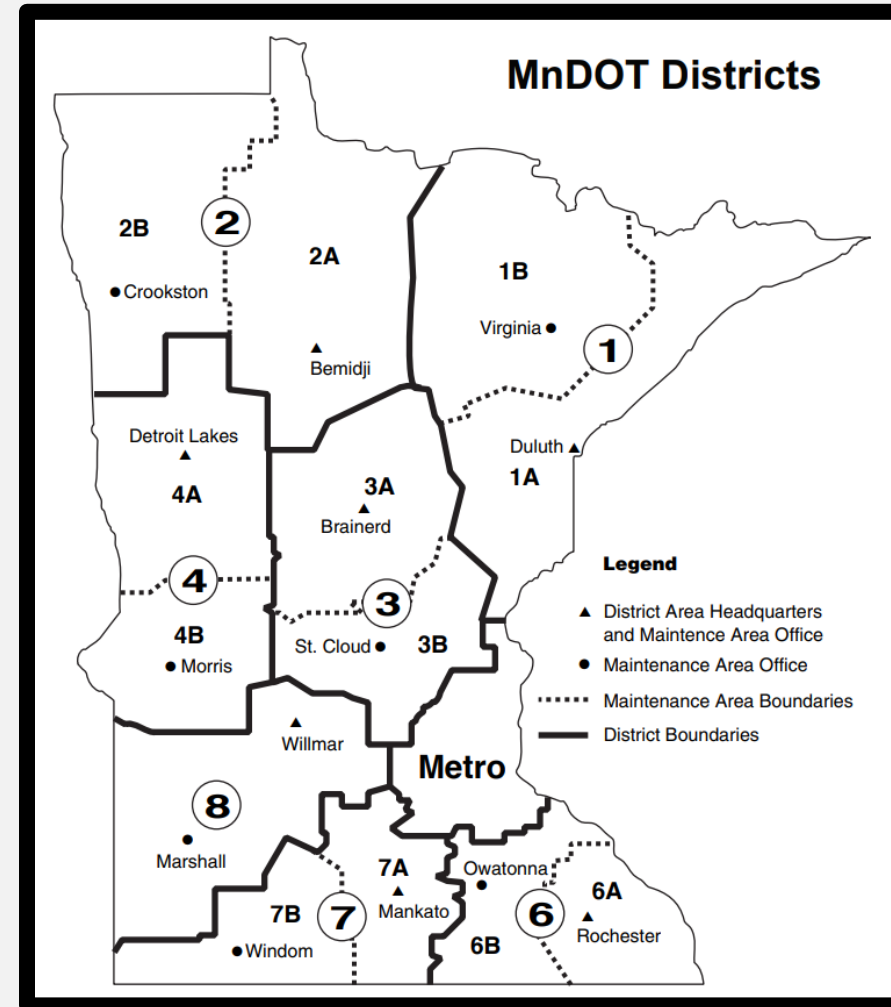 MnDOT Districts
2B
2
2A
1B
Crookston
Virginia
1
Bemidji
Detroit Lakes
Duluth
4A
3A
1A
Brainerd
Legend
4
3
District Area Headquarters
and Maintence Area Office
4B
St. Cloud
3B
Morris
Maintenance Area Office
Maintenance Area Boundaries
Willmar
District Boundaries
Metro
8
Marshall
7A
Owatonna
6A
7B
7
Mankato
6
Rochester
Windom
6B